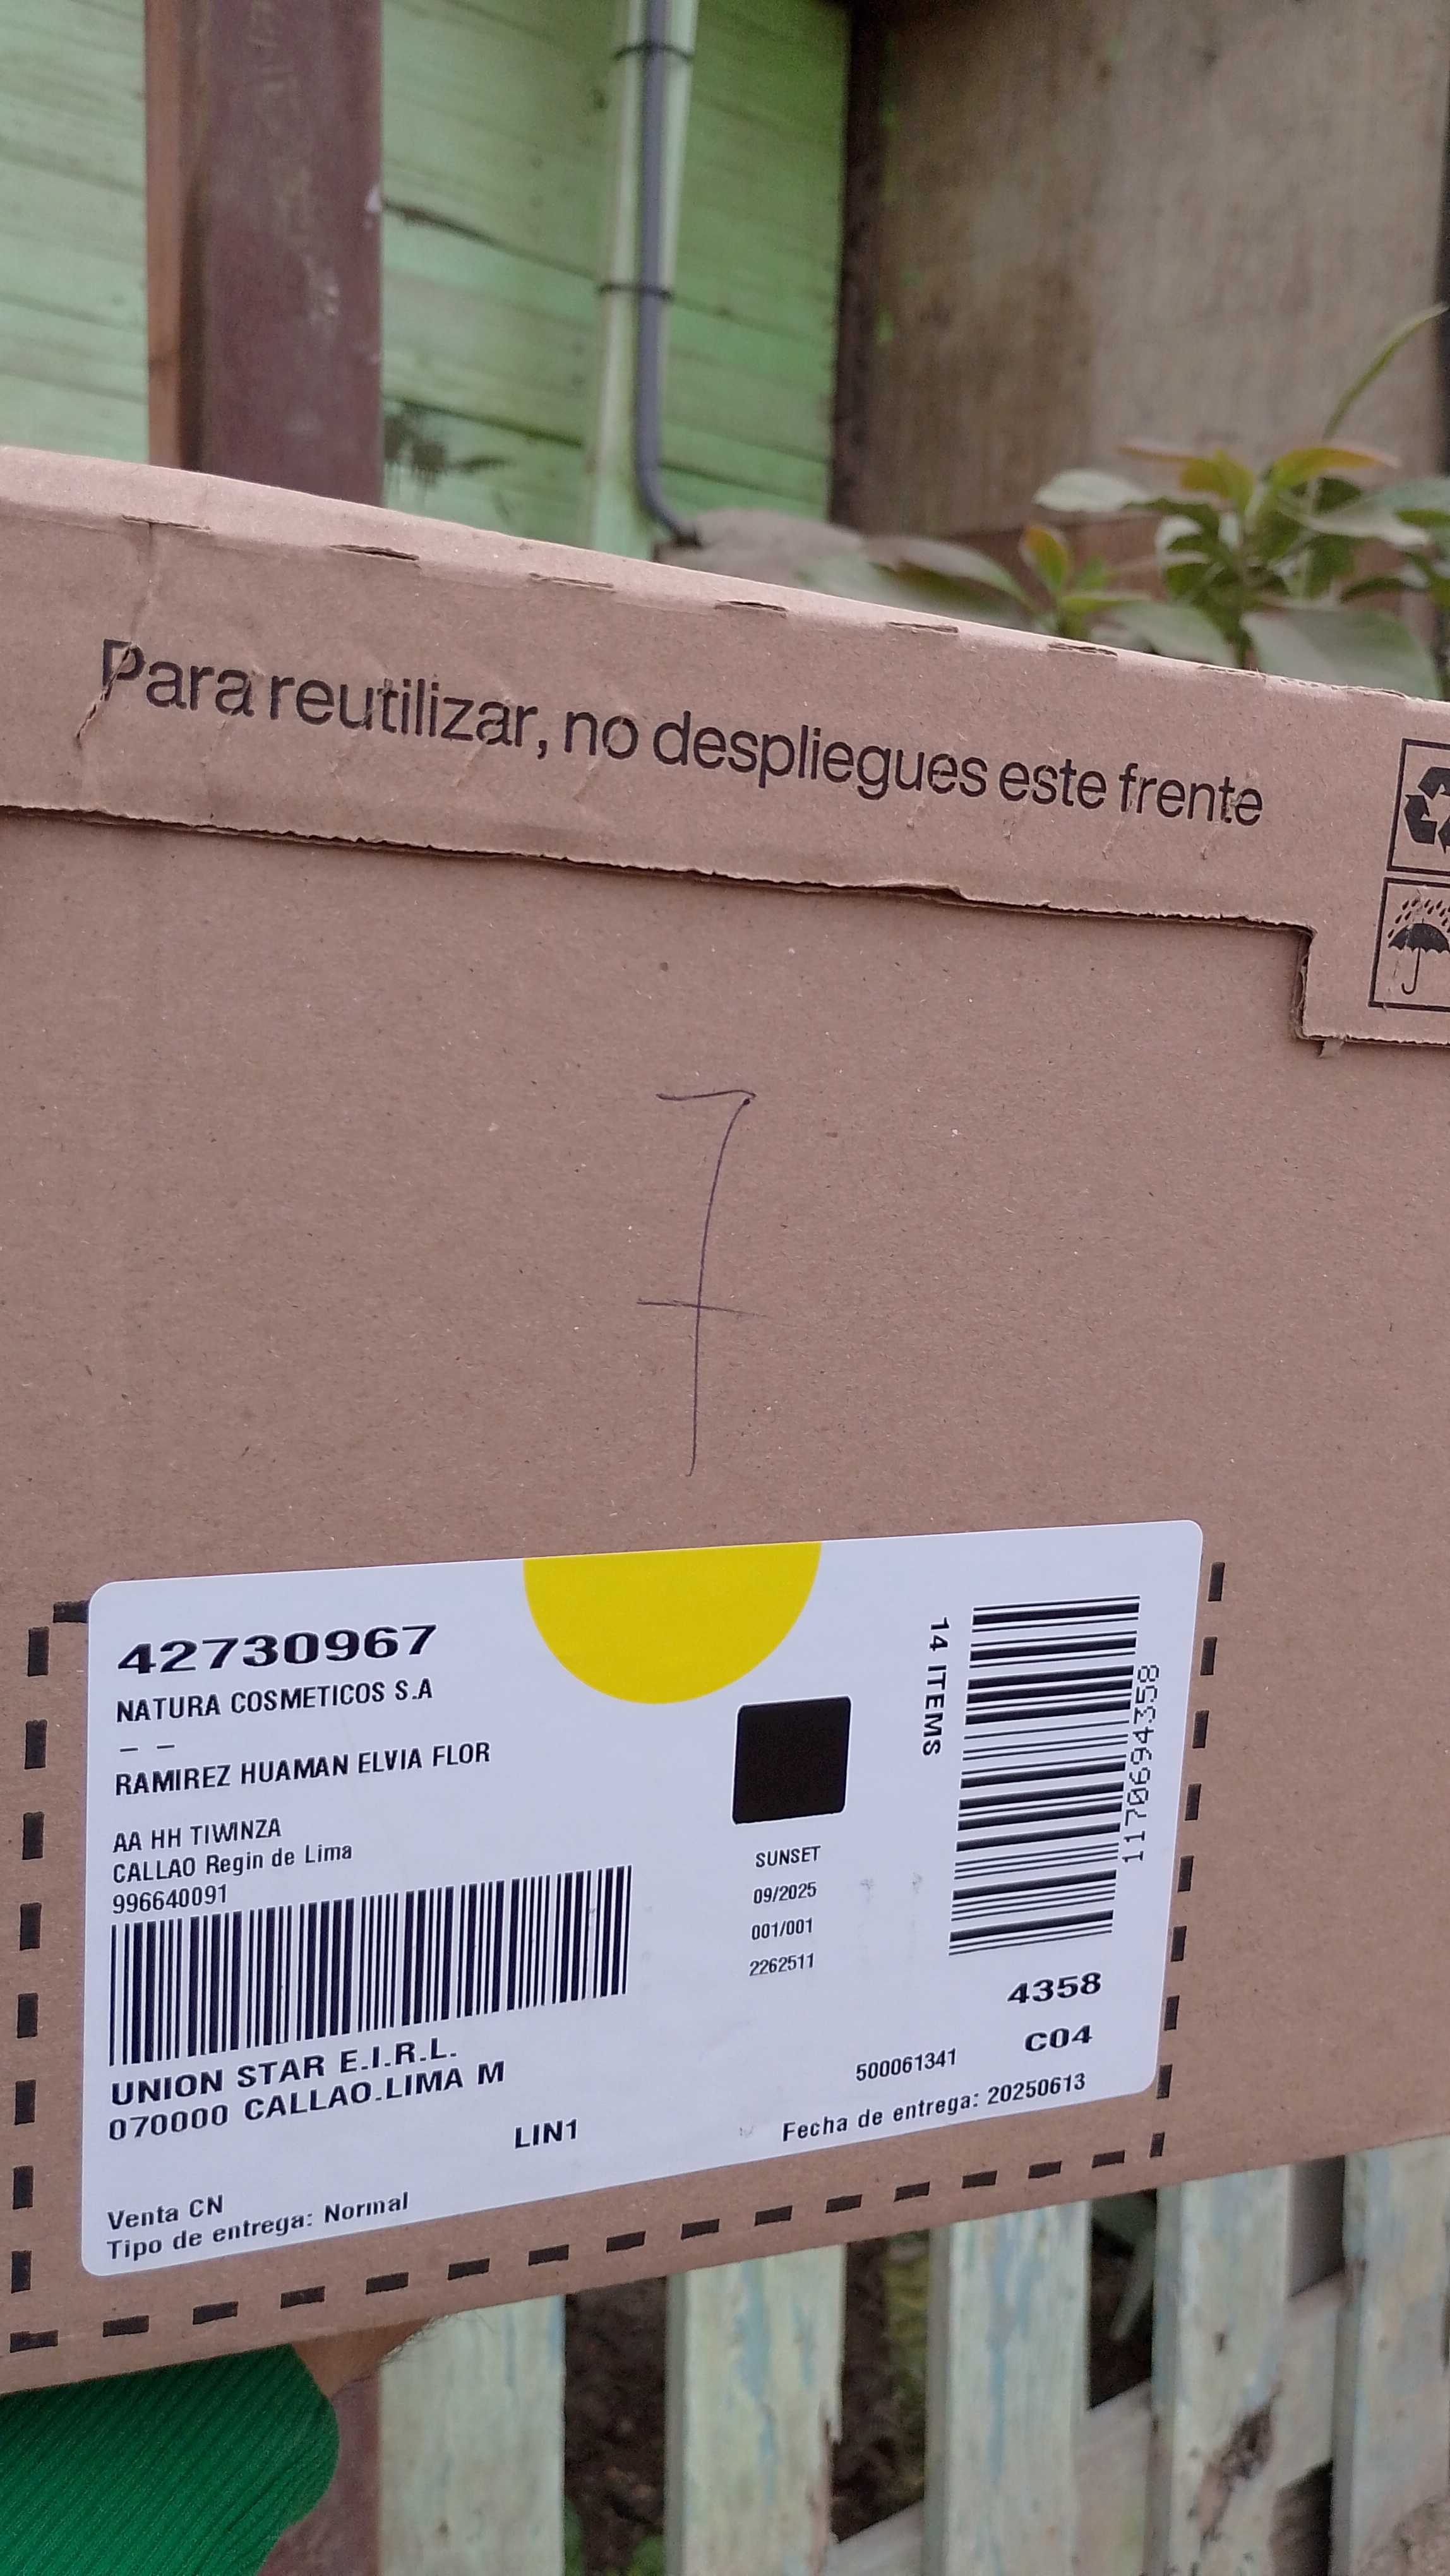 Para reutilizar, no despliegues este frente
7
42730967
NATURA COSMETICOS S.A
– –
RAMIREZ HUAMAN ELVIA FLOR
AA HH TIWINZA
CALLAO Regin de Lima
996640091
UNION STAR E.I.R.L.
070000 CALLAO.LIMA M
LIN1
Venta CN
Tipo de entrega: Normal
SUNSET
09/2025
001/001
2262511
14 ITEMS
1170694358
4358
C04
500061341
Fecha de entrega: 20250613